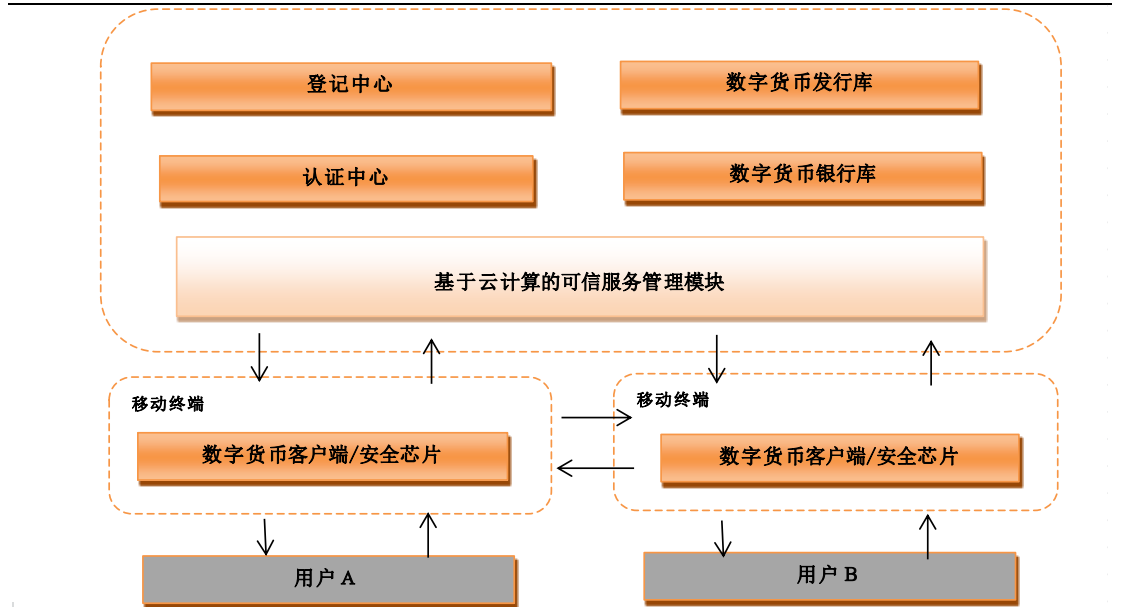 登记中心
数字货币发行库
认证中心
数字货币银行库
基于云计算的可信服务管理模块
移动终端
移动终端
数字货币客户端/安全芯片
数字货币客户端/安全芯片
用户 A
用户 B